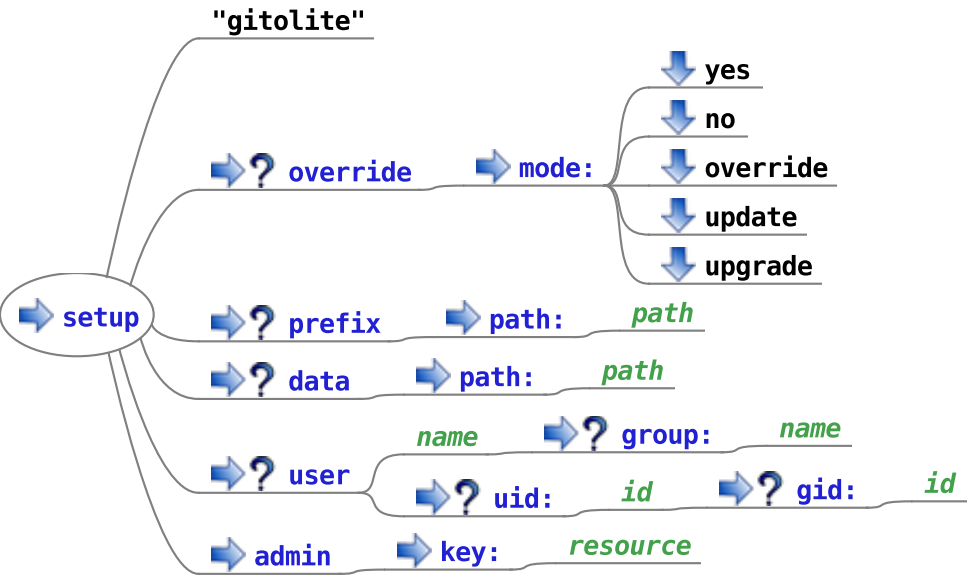 "gitolite"
yes
no
override mode: override
update
upgrade
setup
prefix path: path
data path: path
name group: name
user
uid: id gid: id
admin key: resource